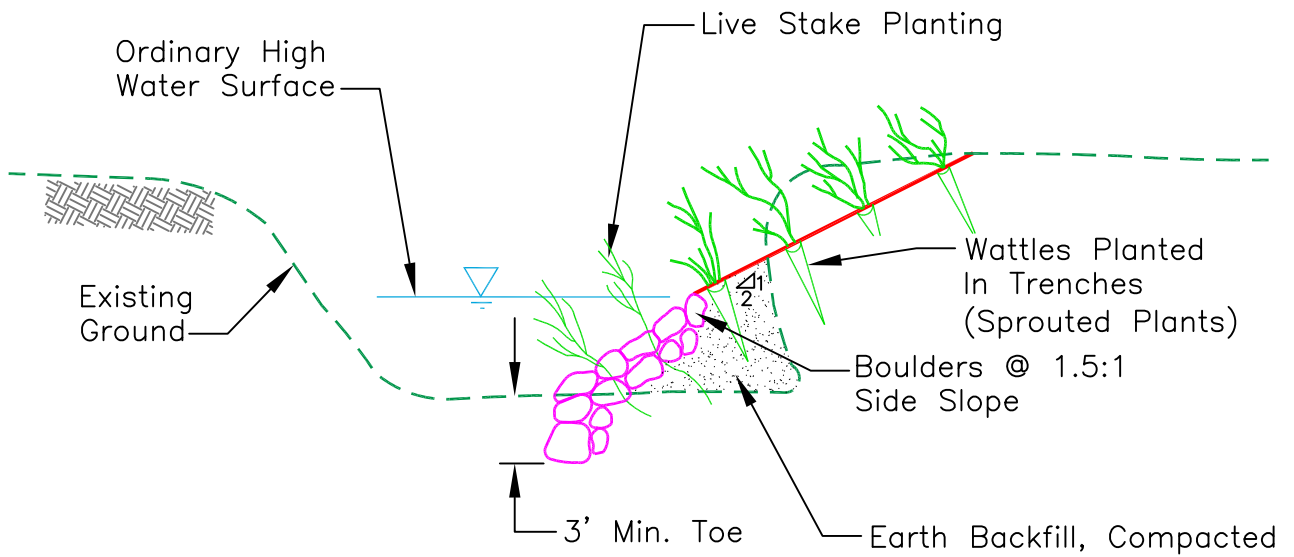 Live Stake Planting
Ordinary High
Water Surface
Wattles Planted
In Trenches
(Sprouted Plants)
1
2
Existing
Ground
Boulders @ 1.5:1
Side Slope
3' Min. Toe
Earth Backfill, Compacted